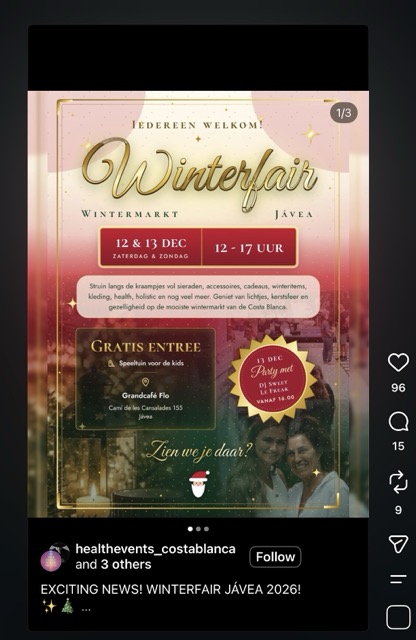 1/3
IEDEREEN WELKOM!
Winterfair
WINTERMARKT JÁVEA
12 & 13 DEC
ZATERDAG & ZONDAG
12 - 17 UUR
Struin langs de kraampjes vol sieraden, accessoires, cadeaus, winteritems,
kleding, health, holistic en nog veel meer. Geniet van lichtjes, kerstsfeer en
gezelligheid op de mooiste wintermarkt van de Costa Blanca.
GRATIS ENTREE
Speeltuin voor de kids
Grandcafé Flo
Camí de les Cansalades 155
Jávea
13 DEC
Party met
DJ SWEET
LE FREAK
VANAF 16.00
Zien we je daar?
96
15
9
healthevents_costablanca
and 3 others
Follow
EXCITING NEWS! WINTERFAIR JÁVEA 2026!
✨🎄 ...